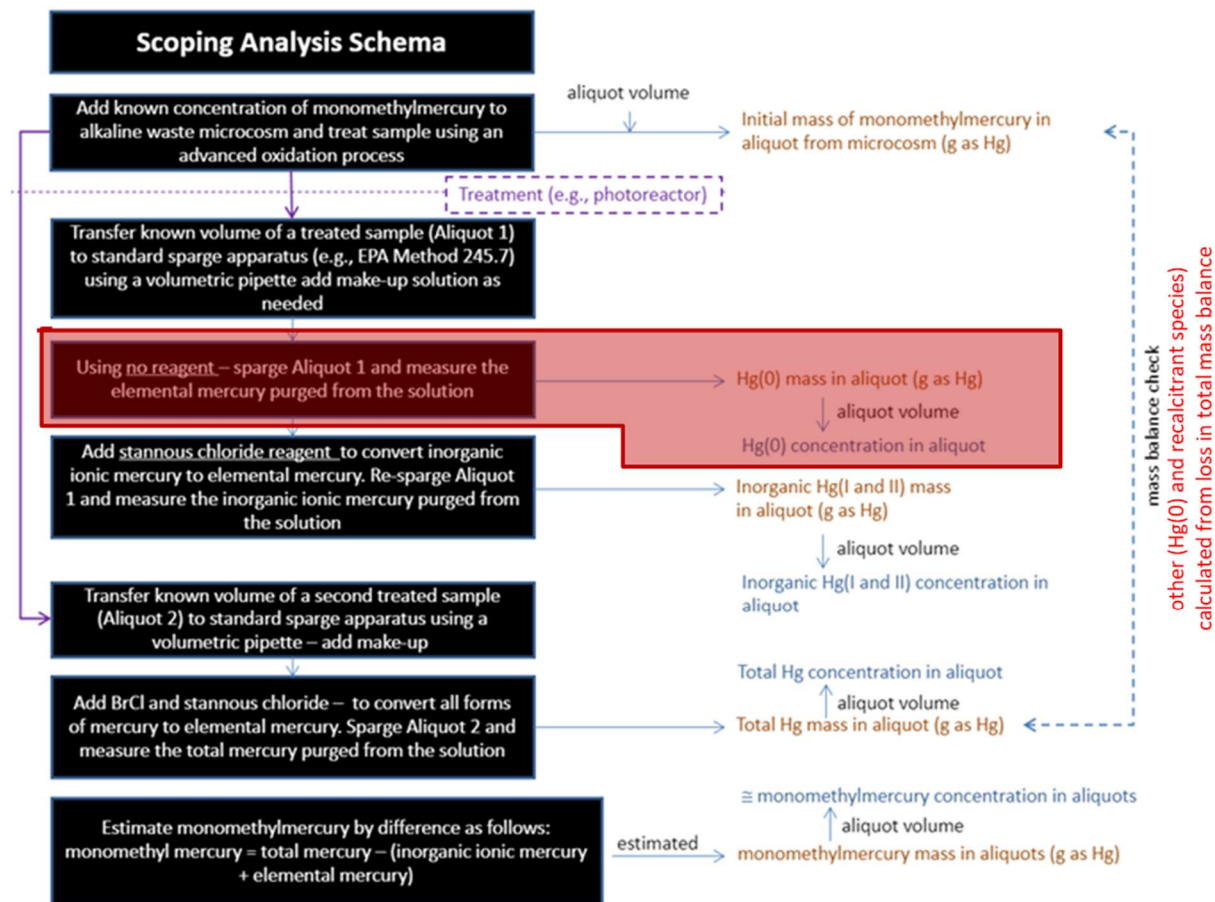 Scoping Analysis Schema
Add known concentration of monomethylmercury to
alkaline waste microcosm and treat sample using an
advanced oxidation process
aliquot volume
Initial mass of monomethylmercury in
aliquot from microcosm (g as Hg)
Treatment (e.g., photoreactor)
Transfer known volume of a treated sample (Aliquot 1)
to standard sparge apparatus (e.g., EPA Method 245.7)
using a volumetric pipette add make-up solution as
needed
Using no reagent – sparge Aliquot 1 and measure the
elemental mercury purged from the solution
Hg(0) mass in aliquot (g as Hg)
aliquot volume
Hg(0) concentration in aliquot
Add stannous chloride reagent to convert inorganic
ionic mercury to elemental mercury. Re-sparge Aliquot
1 and measure the inorganic ionic mercury purged from
the solution
Inorganic Hg(I and II) mass
in aliquot (g as Hg)
aliquot volume
Inorganic Hg(I and II) concentration in
aliquot
Transfer known volume of a second treated sample
(Aliquot 2) to standard sparge apparatus using a
volumetric pipette – add make-up
Add BrCl and stannous chloride – to convert all forms
of mercury to elemental mercury. Sparge Aliquot 2 and
measure the total mercury purged from the solution
Total Hg concentration in aliquot
aliquot volume
Total Hg mass in aliquot (g as Hg)
Estimate monomethylmercury by difference as follows:
monomethyl mercury = total mercury – (inorganic ionic mercury
+ elemental mercury)
estimated
≅ monomethylmercury concentration in aliquots
aliquot volume
monomethylmercury mass in aliquots (g as Hg)
mass balance check
other (Hg(0) and recalcitrant species)
calculated from loss in total mass balance